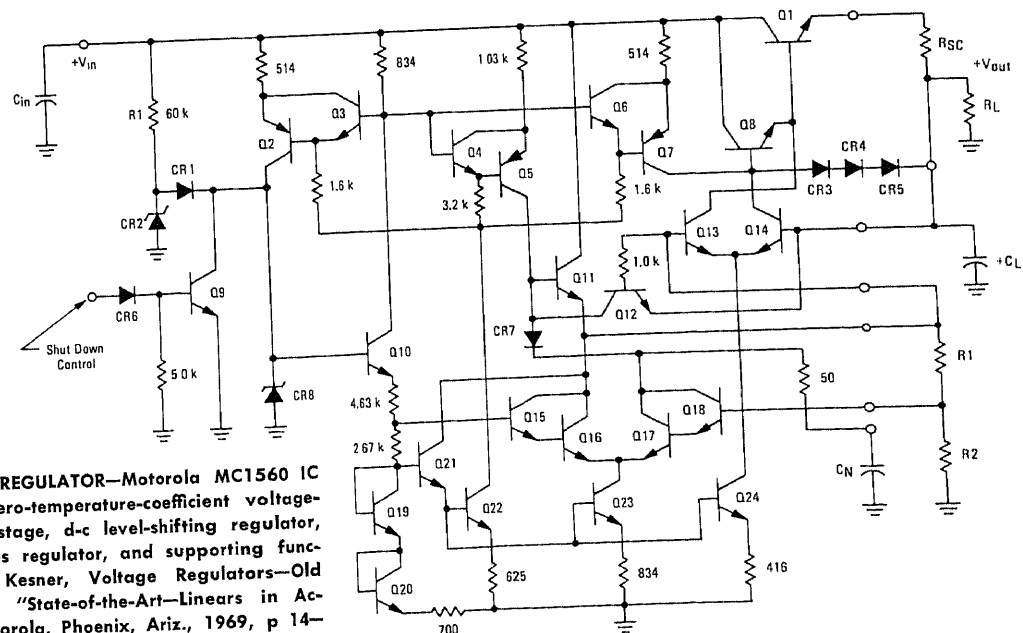 Q1
RSC
+Vout
RL
+Vin
Cin
R1
60 k
514
834
1 03 k
514
Q3
Q2
Q4
Q5
Q6
Q7
Q8
CR1
CR2
1.6 k
3.2 k
1.6 k
CR3
CR4
CR5
Q13
Q14
+CL
Q9
CR6
Shut Down
Control
5 0 k
Q11
1.0 k
Q12
CR7
Q10
CR8
4.63 k
2 67 k
Q15
Q16
Q17
Q18
50
R1
CN
R2
Q21
Q22
Q23
Q24
Q19
Q20
625
834
416
700
REGULATOR—Motorola MC1560 IC
ero-temperature-coefficient voltage-
stage, d-c level-shifting regulator,
s regulator, and supporting func-
Kesner, Voltage Regulators—Old
"State-of-the-Art—Linears in Ac-
orola, Phoenix, Ariz., 1969, p 14—